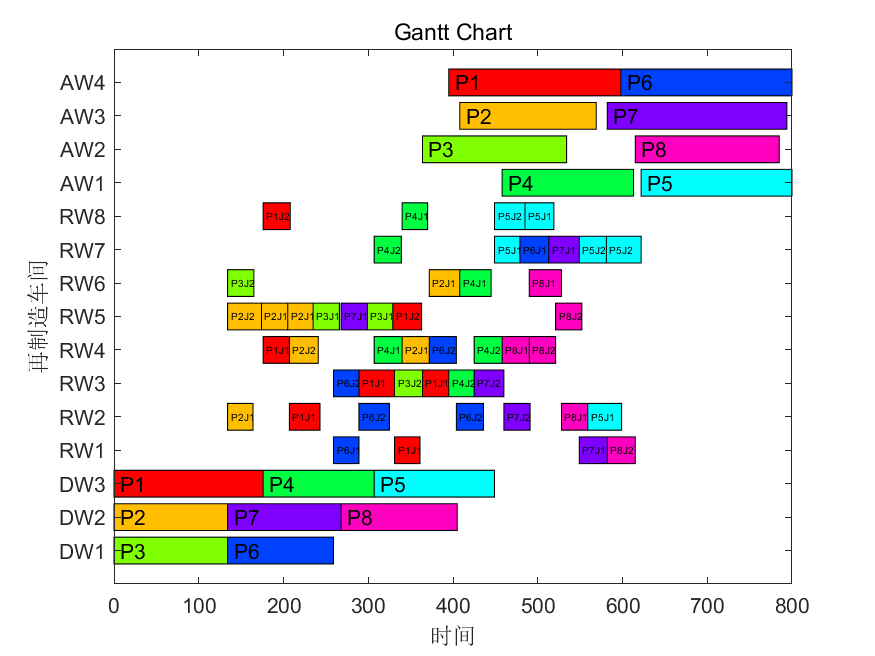 Gantt Chart
AW4 P1 P6
AW3 P2 P7
AW2 P3 P8
AW1 P4 P5
RW8 P1J2 P4J1 P5J2 P5J1
RW7 P4J2 P5J1 P6J1 P7J1 P5J2 P5J2
RW6 P3J2 P2J1 P4J1 P8J1
RW5 P2J2 P2J1 P2J1 P3J1 P7J1 P3J1 P1J2 P8J2
RW4 P1J1 P2J2 P4J1 P2J1 P6J2 P4J2 P8J1 P8J2
RW3 P6J2 P1J1 P3J2 P1J1 P4J2 P7J2
RW2 P2J1 P1J1 P6J2 P6J2 P7J2 P8J1 P5J1
RW1 P6J1 P1J1 P7J1 P8J2
DW3 P1 P4 P5
DW2 P2 P7 P8
DW1 P3 P6
0 100 200 300 400 500 600 700 800
时间
再制造车间